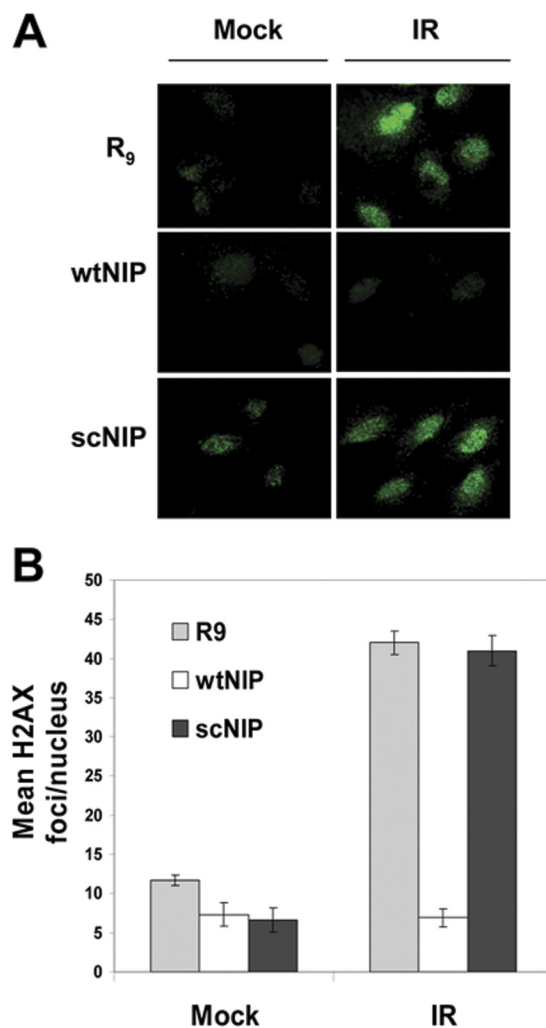 A
Mock IR
R9
wtNIP
scNIP
B
Mean H2AX
foci/nucleus
50
45
40
35
30
25
20
15
10
5
0
R9
wtNIP
scNIP
Mock IR